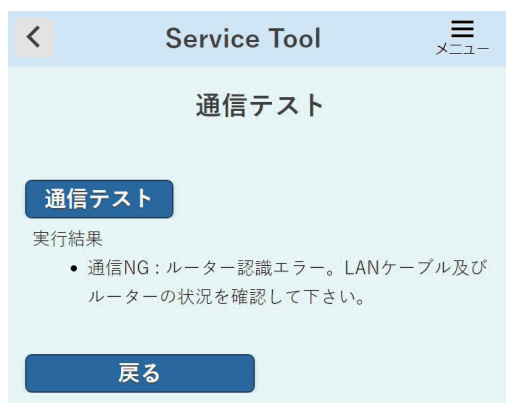 Service Tool
メニュー
通信テスト
通信テスト
実行結果
• 通信NG：ルーター認識エラー。LANケーブル及び
ルーターの状況を確認して下さい。
戻る